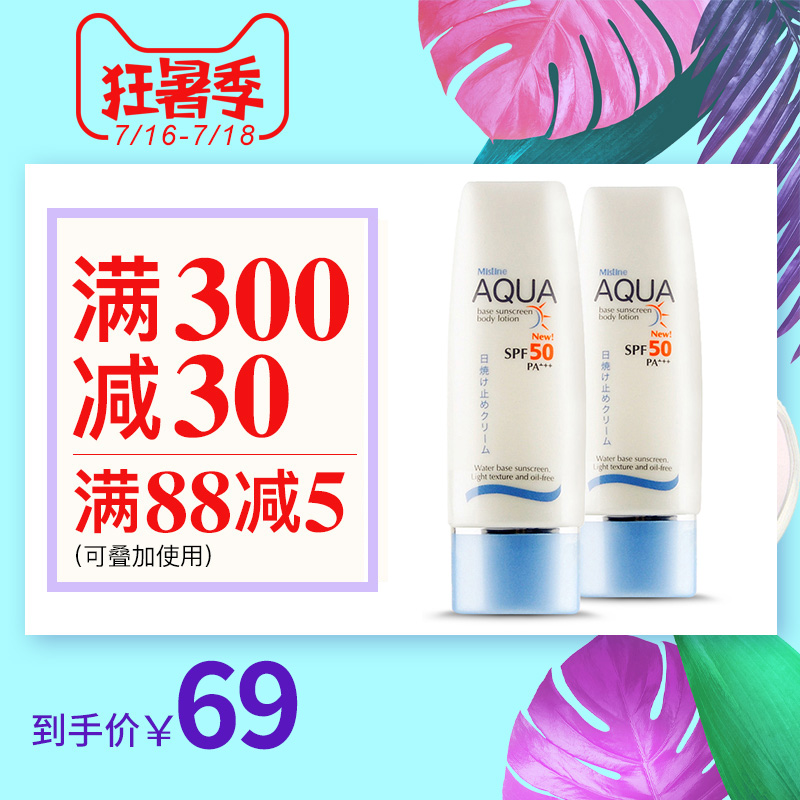 狂暑季
7/16-7/18
满300
减30
满88减5
(可叠加使用)
Mistine
AQUA
base sunscreen
body lotion
New!
SPF 50
PA+++
日焼け止めクリーム
Water base sunscreen.
Light texture and oil-free
Mistine
AQUA
base sunscreen
body lotion
New!
SPF 50
PA+++
日焼け止めクリーム
Water base sunscreen.
Light texture and oil-free
到手价¥69